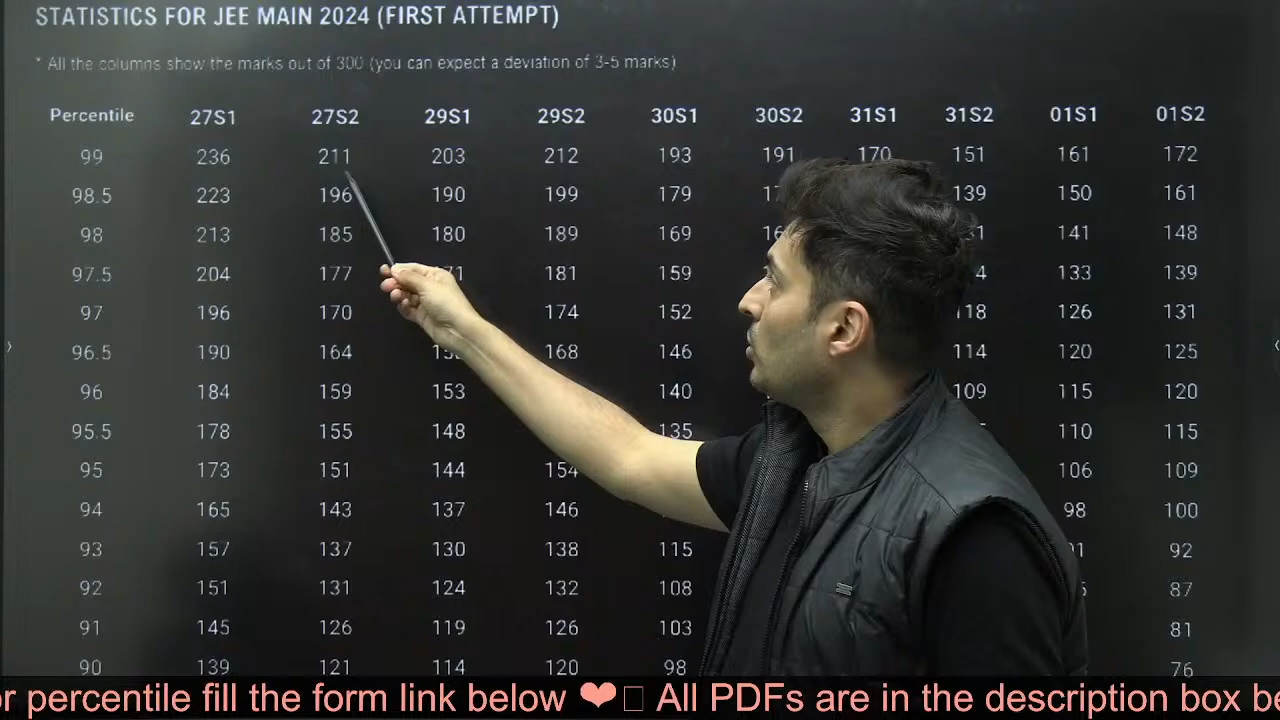 STATISTICS FOR JEE MAIN 2024 (FIRST ATTEMPT)
* All the columns show the marks out of 300 (you can expect a deviation of 3-5 marks)
Percentile 27S1 27S2 29S1 29S2 30S1 30S2 31S1 31S2 01S1 01S2
99 236 211 203 212 193 191 170 151 161 172
98.5 223 196 190 199 179 139 150 161
98 213 185 180 189 169 141 148
97.5 204 177 181 159 133 139
97 196 170 174 152 118 126 131
96.5 190 164 168 146 114 120 125
96 184 159 153 140 109 115 120
95.5 178 155 148 135 110 115
95 173 151 144 154 106 109
94 165 143 137 146 98 100
93 157 137 130 138 115 92
92 151 131 124 132 108 87
91 145 126 119 126 103 81
90 139 121 114 120 98 76
percentile fill the form link below ❤ All PDFs are in the description box